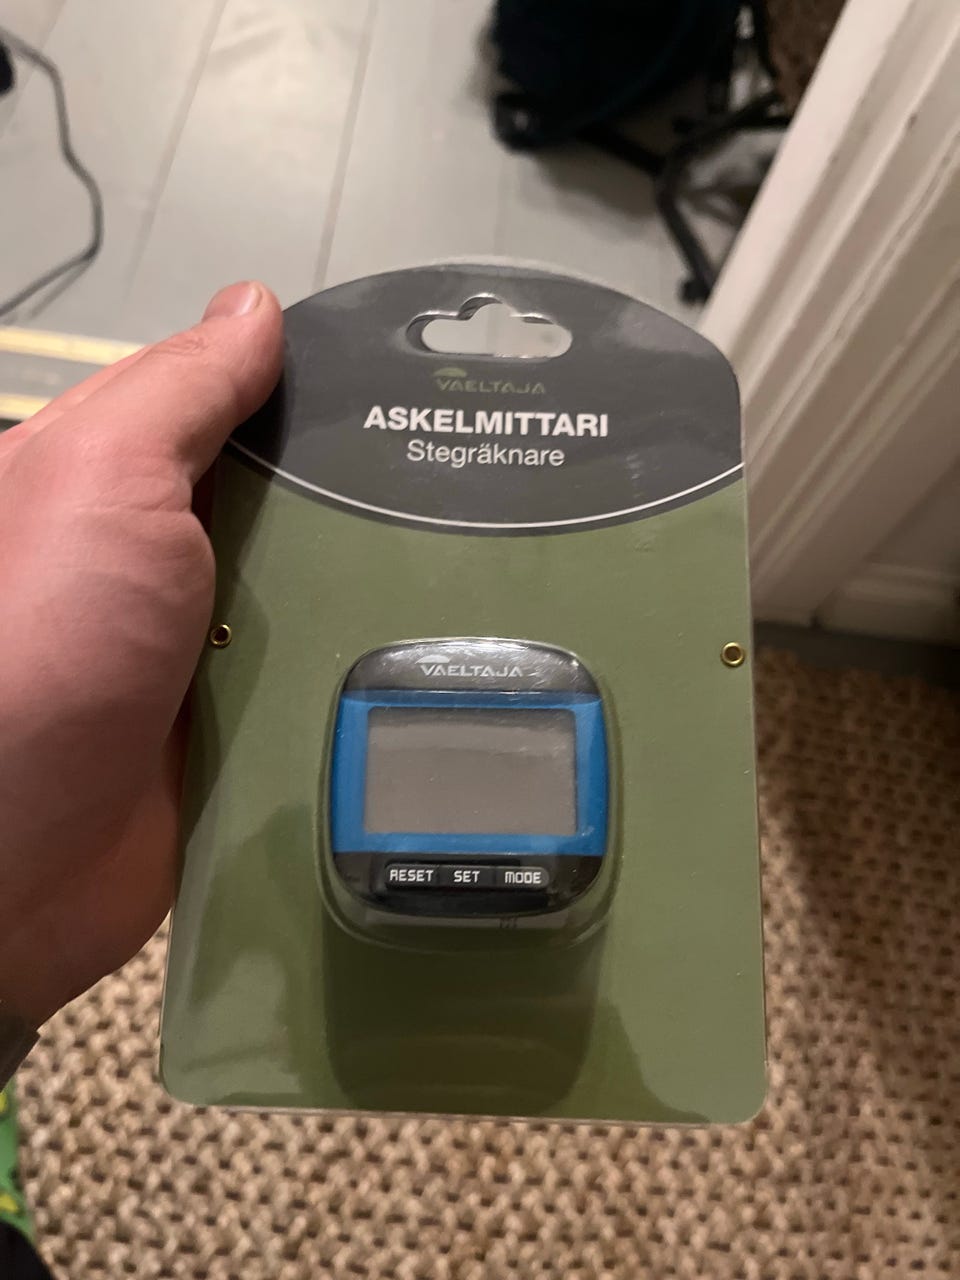 VAELTAJA
ASKELMITTARI
Stegräknare
VAELTAJA
RESET SET MODE